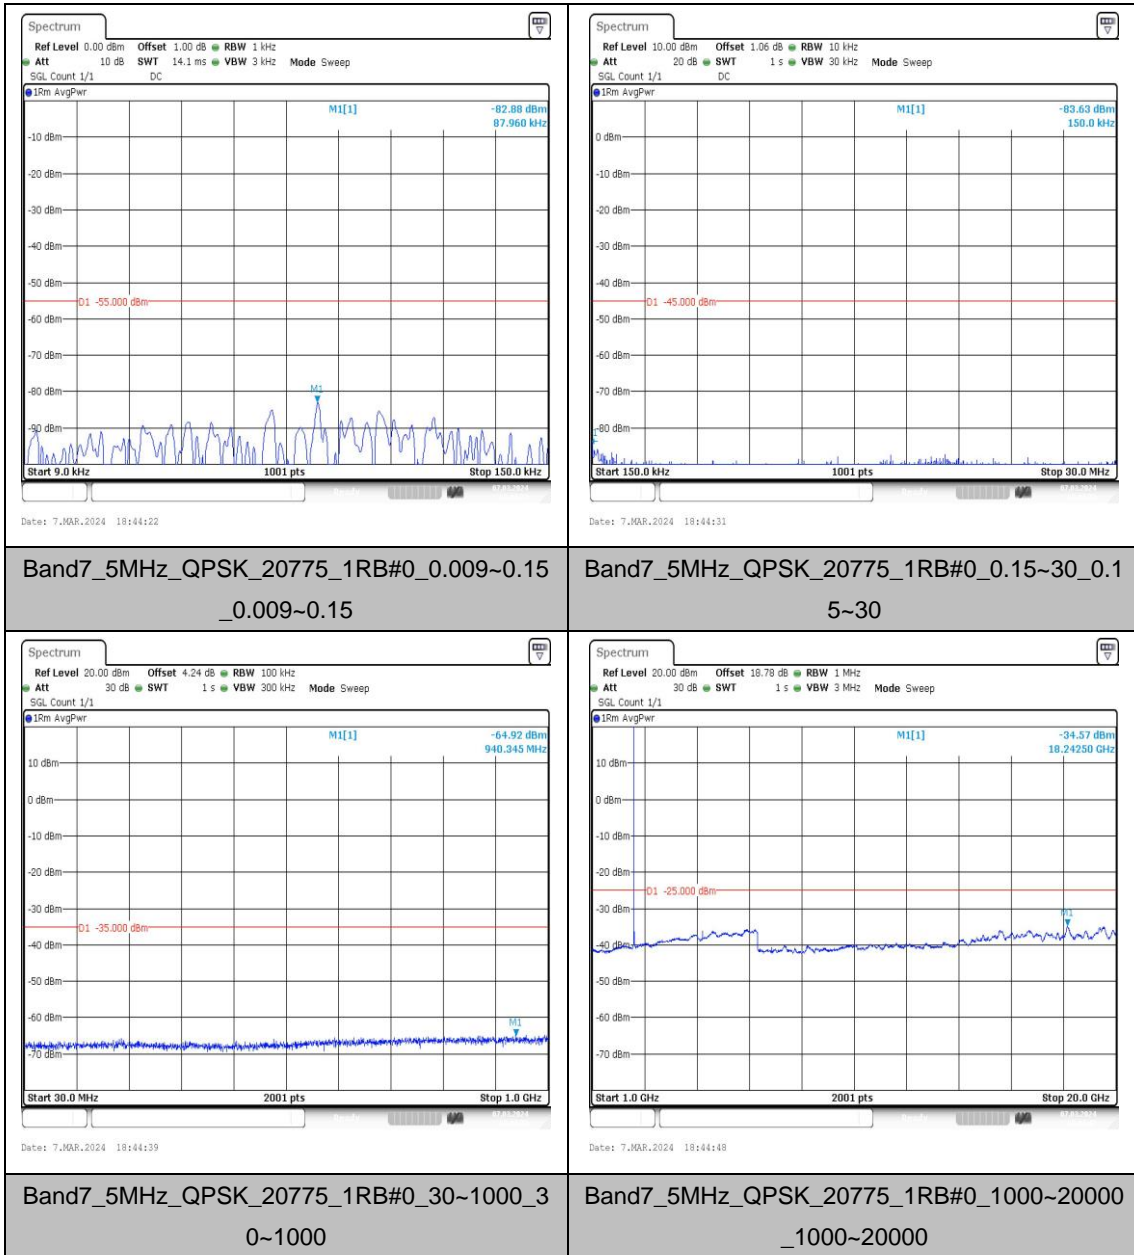 Spectrum
Ref Level 0.00 dBm Offset 1.00 dB RBW 1 kHz
Att 10 dB SWT 14.1 ms VBW 3 kHz Mode Sweep
SGL Count 1/1 DC
1Rm AvgPwr
M1[1] -82.88 dBm
87.960 kHz
-10 dBm
-20 dBm
-30 dBm
-40 dBm
-50 dBm
D1 -55.000 dBm
-60 dBm
-70 dBm
-80 dBm
M1
-90 dBm
Start 9.0 kHz 1001 pts Stop 150.0 kHz
Date: 7.MAR.2024 18:44:22
Spectrum
Ref Level 10.00 dBm Offset 1.06 dB RBW 10 kHz
Att 20 dB SWT 1 s VBW 30 kHz Mode Sweep
SGL Count 1/1 DC
1Rm AvgPwr
M1[1] -83.63 dBm
150.0 kHz
0 dBm
-10 dBm
-20 dBm
-30 dBm
-40 dBm
D1 -45.000 dBm
-50 dBm
-60 dBm
-70 dBm
-80 dBm
Start 150.0 kHz 1001 pts Stop 30.0 MHz
Date: 7.MAR.2024 18:44:31
Band7_5MHz_QPSK_20775_1RB#0_0.009~0.15
_0.009~0.15
Band7_5MHz_QPSK_20775_1RB#0_0.15~30_0.1
5~30
Spectrum
Ref Level 20.00 dBm Offset 4.24 dB RBW 100 kHz
Att 30 dB SWT 1 s VBW 300 kHz Mode Sweep
SGL Count 1/1
1Rm AvgPwr
M1[1] -64.92 dBm
940.345 MHz
10 dBm
0 dBm
-10 dBm
-20 dBm
-30 dBm
D1 -35.000 dBm
-40 dBm
-50 dBm
-60 dBm
M1
-70 dBm
Start 30.0 MHz 2001 pts Stop 1.0 GHz
Date: 7.MAR.2024 18:44:39
Spectrum
Ref Level 20.00 dBm Offset 18.78 dB RBW 1 MHz
Att 30 dB SWT 1 s VBW 3 MHz Mode Sweep
SGL Count 1/1
1Rm AvgPwr
M1[1] -34.57 dBm
18.24250 GHz
10 dBm
0 dBm
-10 dBm
-20 dBm
D1 -25.000 dBm
-30 dBm
M1
-40 dBm
-50 dBm
-60 dBm
-70 dBm
Start 1.0 GHz 2001 pts Stop 20.0 GHz
Date: 7.MAR.2024 18:44:48
Band7_5MHz_QPSK_20775_1RB#0_30~1000_3
0~1000
Band7_5MHz_QPSK_20775_1RB#0_1000~20000
_1000~20000